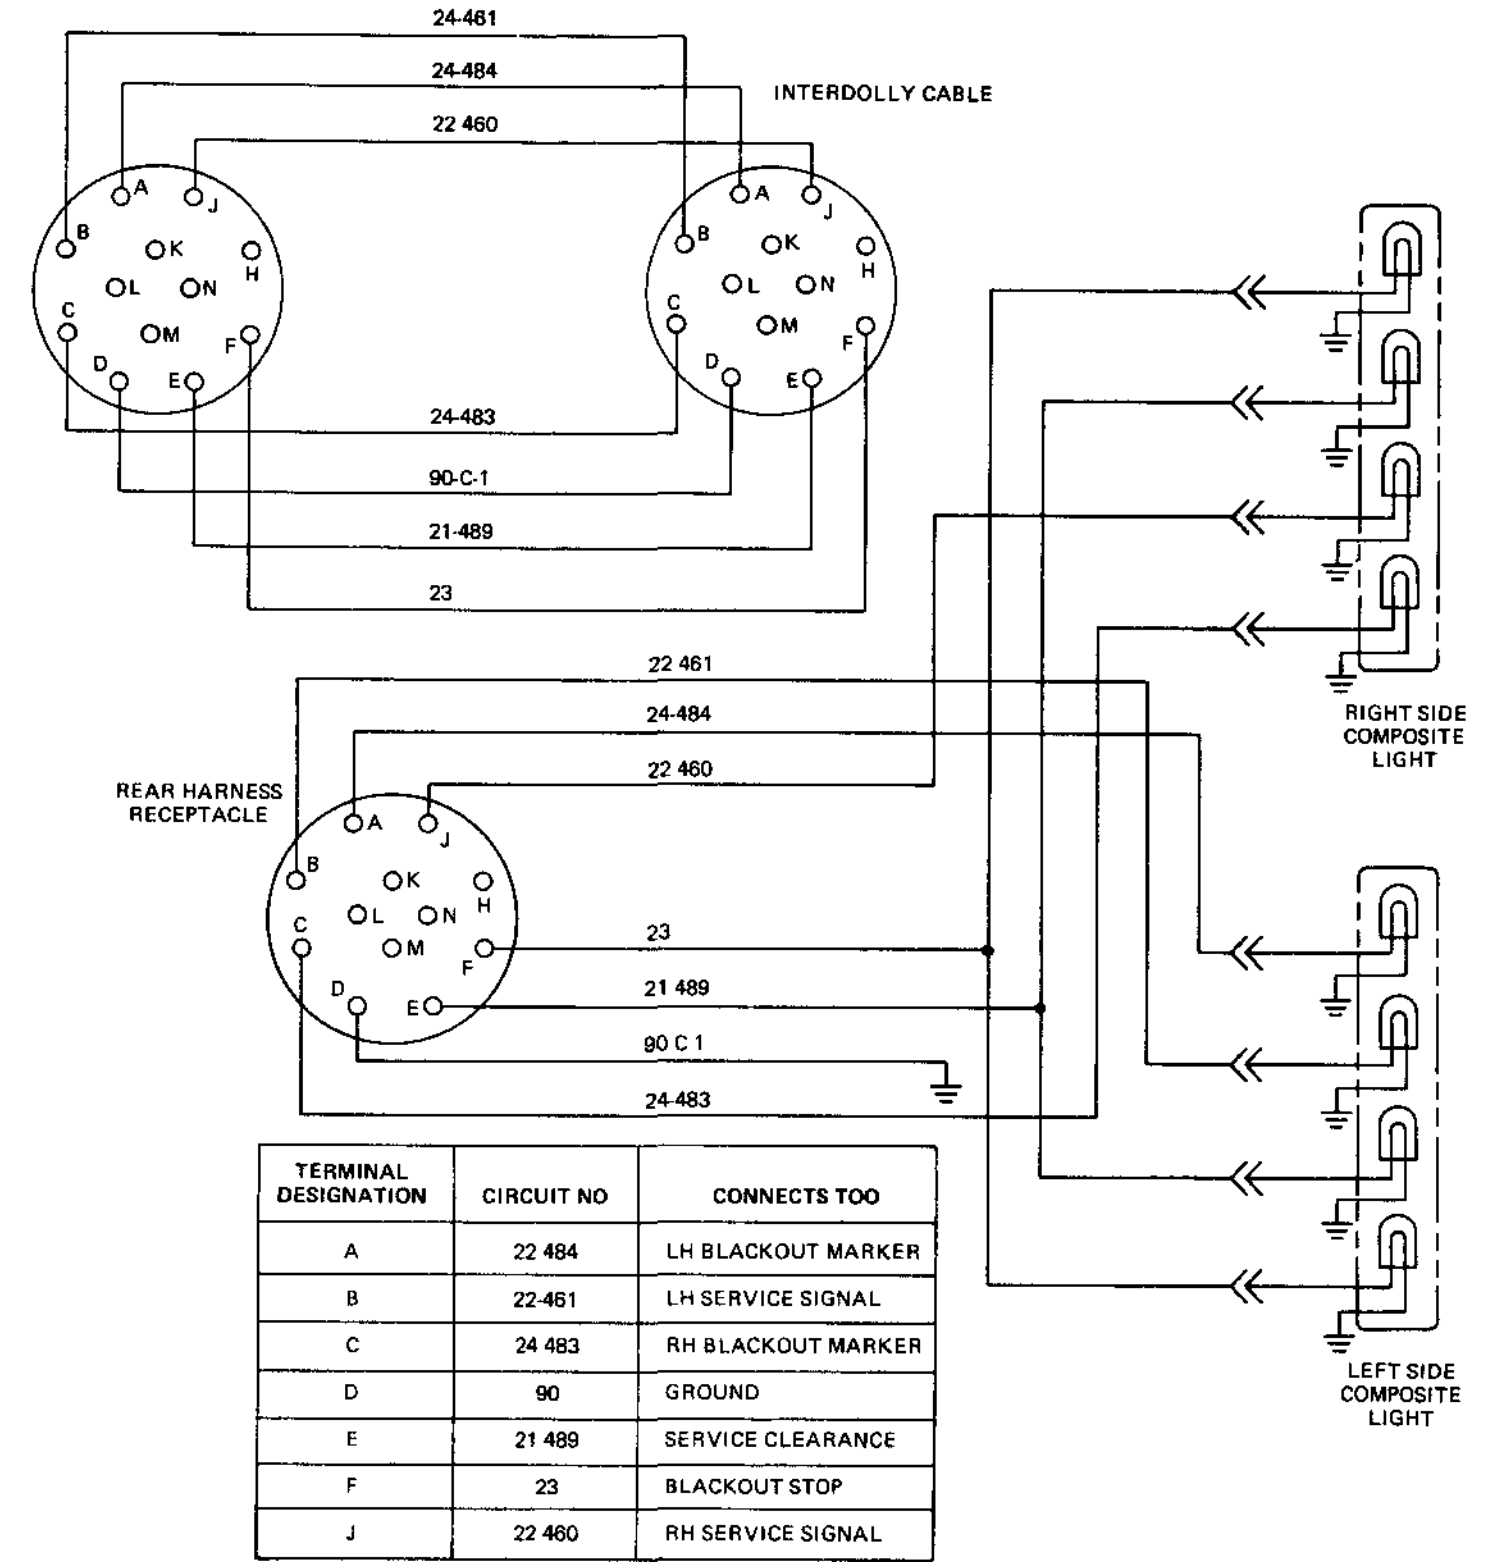 24-461
24-484
INTERDOLLY CABLE
22 460
A
J
B
K
H
L
N
C
M
F
D
E
A
J
B
K
H
L
N
C
M
F
D
E
24-483
90-C-1
21-489
23
RIGHT SIDE
COMPOSITE
LIGHT
22 461
24-484
22 460
REAR HARNESS
RECEPTACLE
A
J
B
K
H
L
N
C
M
F
D
E
23
21 489
90 C 1
24-483
LEFT SIDE
COMPOSITE
LIGHT
TERMINAL
DESIGNATION
CIRCUIT NO
CONNECTS TOO
A 22 484 LH BLACKOUT MARKER
B 22-461 LH SERVICE SIGNAL
C 24 483 RH BLACKOUT MARKER
D 90 GROUND
E 21 489 SERVICE CLEARANCE
F 23 BLACKOUT STOP
J 22 460 RH SERVICE SIGNAL